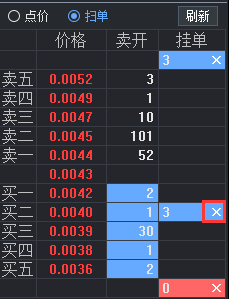 点价 扫单 刷新
价格 卖开 挂单
3 ×
卖五 0.0052 3
卖四 0.0049 1
卖三 0.0047 10
卖二 0.0045 101
卖一 0.0044 52
0.0043
买一 0.0042 2
买二 0.0040 1 3 ×
买三 0.0039 30
买四 0.0038 1
买五 0.0036 2
0 ×